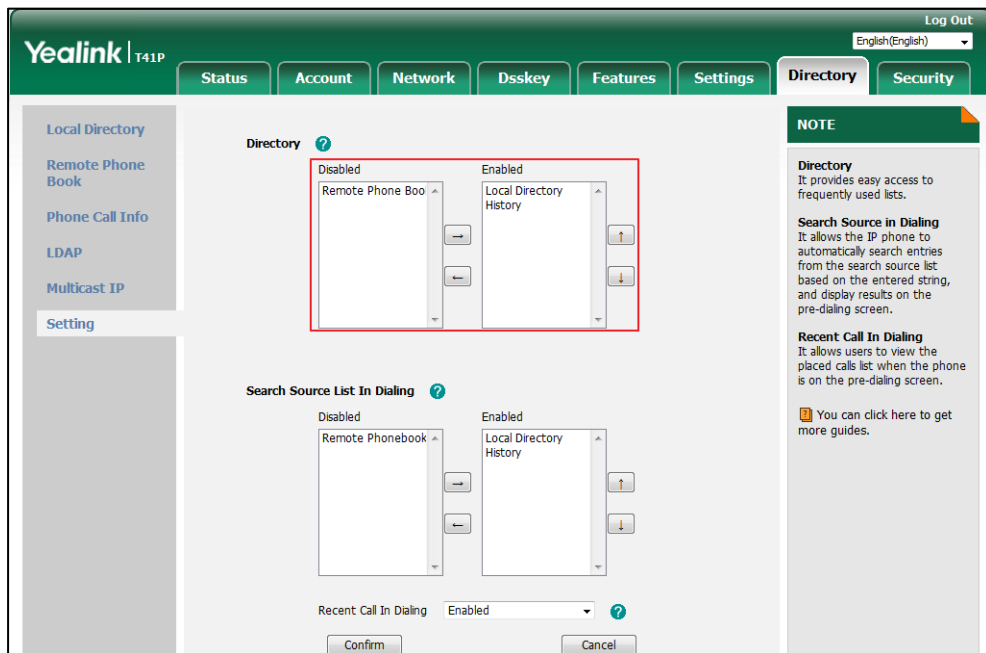 Log Out
English(English)
Yealink | T41P
Status
Account
Network
Dsskey
Features
Settings
Directory
Security
Local Directory
Remote Phone
Book
Phone Call Info
LDAP
Multicast IP
Setting
Directory ?
Disabled
Enabled
Remote Phone Boo
Local Directory
History
→
←
↑
↓
Search Source List In Dialing ?
Disabled
Enabled
Remote Phonebook
Local Directory
History
→
←
↑
↓
Recent Call In Dialing Enabled ?
Confirm
Cancel
NOTE
Directory
It provides easy access to
frequently used lists.
Search Source in Dialing
It allows the IP phone to
automatically search entries
from the search source list
based on the entered string,
and display results on the
pre-dialing screen.
Recent Call In Dialing
It allows users to view the
placed calls list when the phone
is on the pre-dialing screen.
? You can click here to get
more guides.